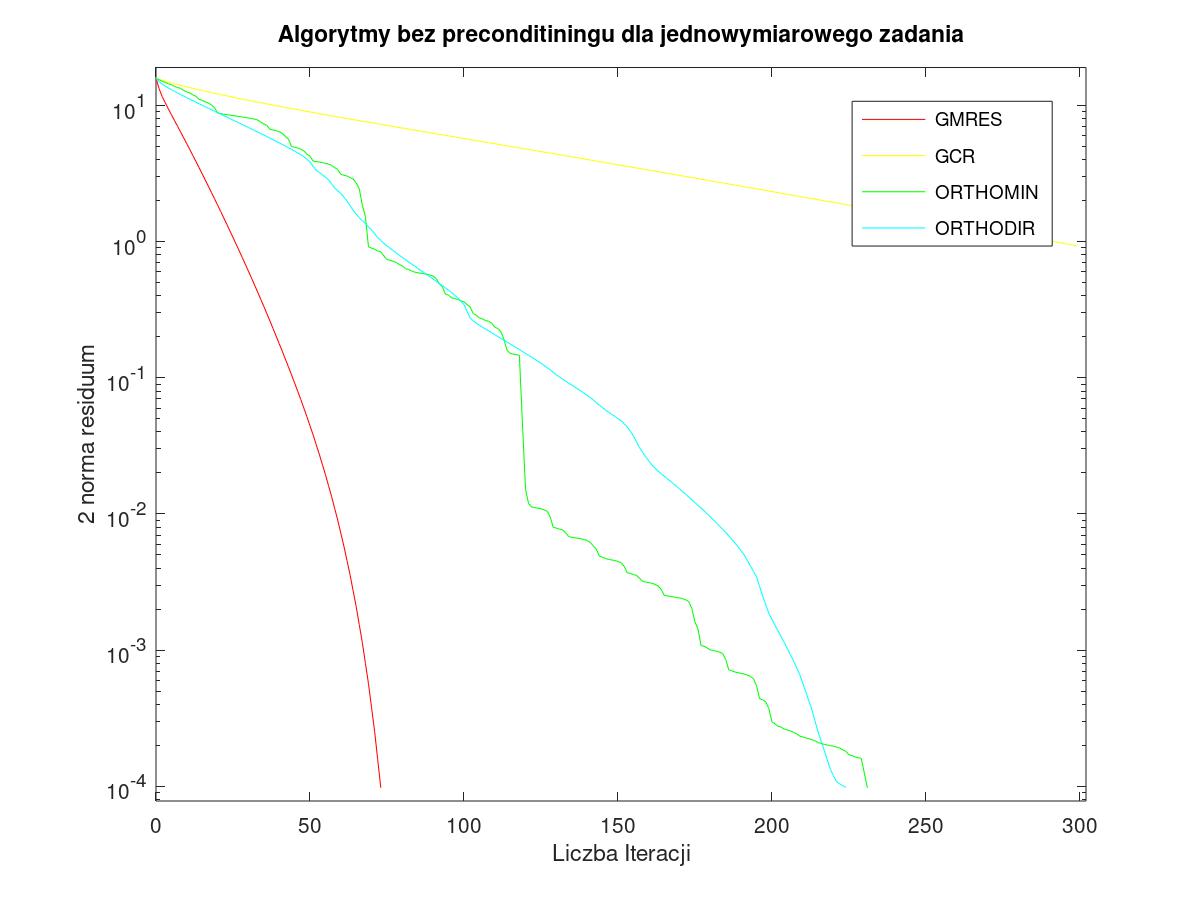 Algorytmy bez preconditiningu dla jednowymiarowego zadania
GMRES
GCR
ORTHOMIN
ORTHODIR
10^1
10^0
10^-1
10^-2
10^-3
10^-4
2 norma residuum
0 50 100 150 200 250 300
Liczba Iteracji